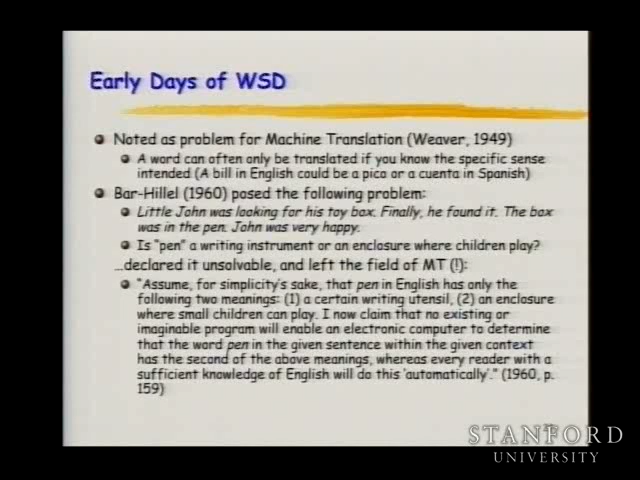 Early Days of WSD
Noted as problem for Machine Translation (Weaver, 1949)
A word can often only be translated if you know the specific sense
intended (A bill in English could be a pico or a cuenta in Spanish)
Bar-Hillel (1960) posed the following problem:
Little John was looking for his toy box. Finally, he found it. The box
was in the pen. John was very happy.
Is "pen" a writing instrument or an enclosure where children play?
...declared it unsolvable, and left the field of MT (!):
"Assume, for simplicity's sake, that pen in English has only the
following two meanings: (1) a certain writing utensil, (2) an enclosure
where small children can play. I now claim that no existing or
imaginable program will enable an electronic computer to determine
that the word pen in the given sentence within the given context
has the second of the above meanings, whereas every reader with a
sufficient knowledge of English will do this 'automatically'." (1960, p.
159)
STANFORD
UNIVERSITY